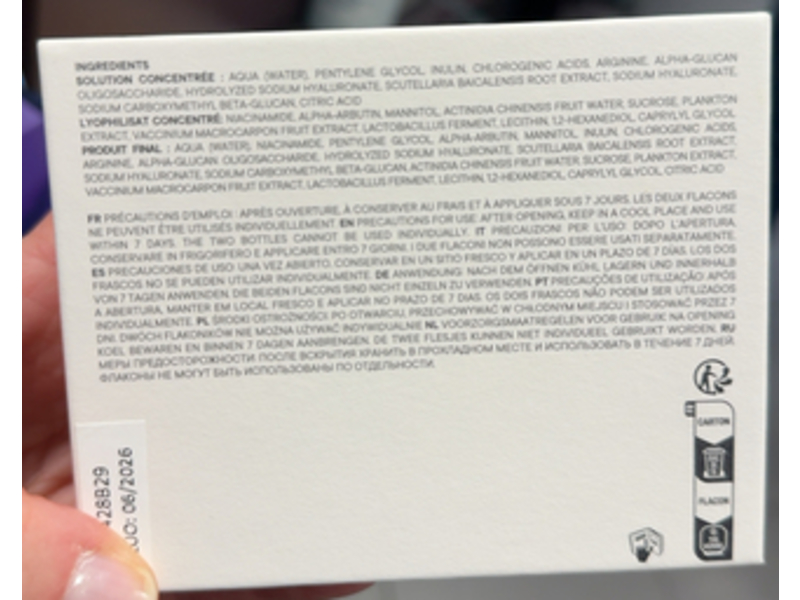 INGREDIENTS
SOLUTION CONCENTRÉE : AQUA (WATER), PENTYLENE GLYCOL, INULIN, CHLOROGENIC ACIDS, ARGININE, ALPHA-GLUCAN
OLIGOSACCHARIDE, HYDROLYZED SODIUM HYALURONATE, SCUTELLARIA BAICALENSIS ROOT EXTRACT, SODIUM HYALURONATE,
SODIUM CARBOXYMETHYL BETA-GLUCAN, CITRIC ACID
LYOPHILISAT CONCENTRÉ: NIACINAMIDE, ALPHA-ARBUTIN, MANNITOL, ACTINIDIA CHINENSIS FRUIT WATER, SUCROSE, PLANKTON
EXTRACT, VACCINIUM MACROCARPON FRUIT EXTRACT, LACTOBACILLUS FERMENT, LECITHIN, 1,2-HEXANEDIOL, CAPRYLYL GLYCOL
PRODUIT FINAL : AQUA (WATER), NIACINAMIDE, PENTYLENE GLYCOL, ALPHA-ARBUTIN, MANNITOL, INULIN, CHLOROGENIC ACIDS,
ARGININE, ALPHA-GLUCAN OLIGOSACCHARIDE, HYDROLYZED SODIUM HYALURONATE, SCUTELLARIA BAICALENSIS ROOT EXTRACT,
SODIUM HYALURONATE, SODIUM CARBOXYMETHYL BETA-GLUCAN, ACTINIDIA CHINENSIS FRUIT WATER, SUCROSE, PLANKTON EXTRACT,
VACCINIUM MACROCARPON FRUIT EXTRACT, LACTOBACILLUS FERMENT, LECITHIN, 1,2-HEXANEDIOL, CAPRYLYL GLYCOL, CITRIC ACID
FR PRÉCAUTIONS D'EMPLOI : APRÈS OUVERTURE, À CONSERVER AU FRAIS ET À APPLIQUER SOUS 7 JOURS. LES DEUX FLACONS
NE PEUVENT ÊTRE UTILISÉS INDIVIDUELLEMENT. EN PRECAUTIONS FOR USE: AFTER OPENING, KEEP IN A COOL PLACE AND USE
WITHIN 7 DAYS. THE TWO BOTTLES CANNOT BE USED INDIVIDUALLY. IT PRECAUZIONI PER L'USO: DOPO L'APERTURA,
CONSERVARE IN FRIGORIFERO E APPLICARE ENTRO 7 GIORNI. I DUE FLACONI NON POSSONO ESSERE USATI SEPARATAMENTE.
ES PRECAUCIONES DE USO: UNA VEZ ABIERTO, CONSERVAR EN UN SITIO FRESCO Y APLICAR EN UN PLAZO DE 7 DÍAS. LOS DOS
FRASCOS NO SE PUEDEN UTILIZAR INDIVIDUALMENTE. DE ANWENDUNG: NACH DEM ÖFFNEN KÜHL LAGERN UND INNERHALB
VON 7 TAGEN ANWENDEN. DIE BEIDEN FLACONS SIND NICHT EINZELN ZU VERWENDEN. PT PRECAUÇÕES DE UTILIZAÇÃO: APÓS
A ABERTURA, MANTER EM LOCAL FRESCO E APLICAR NO PRAZO DE 7 DIAS. OS DOIS FRASCOS NÃO PODEM SER UTILIZADOS
INDIVIDUALMENTE. PL ŚRODKI OSTROŻNOŚCI: PO OTWARCIU, PRZECHOWYWAĆ W CHŁODNYM MIEJSCU I STOSOWAĆ PRZEZ 7
DNI. DWÓCH FLAKONIKÓW NIE MOŻNA UŻYWAĆ INDYWIDUALNIE. NL VOORZORGSMAATREGELEN VOOR GEBRUIK: NA OPENING
KOEL BEWAREN EN BINNEN 7 DAGEN AANBRENGEN. DE TWEE FLESJES KUNNEN NIET INDIVIDUEEL GEBRUIKT WORDEN. RU
МЕРЫ ПРЕДОСТОРОЖНОСТИ: ПОСЛЕ ВСКРЫТИЯ ХРАНИТЬ В ПРОХЛАДНОМ МЕСТЕ И ИСПОЛЬЗОВАТЬ В ТЕЧЕНИЕ 7 ДНЕЙ.
ФЛАКОНЫ НЕ МОГУТ БЫТЬ ИСПОЛЬЗОВАНЫ ПО ОТДЕЛЬНОСТИ.
CARTON
FLACON
428B29
UO: 06/2026